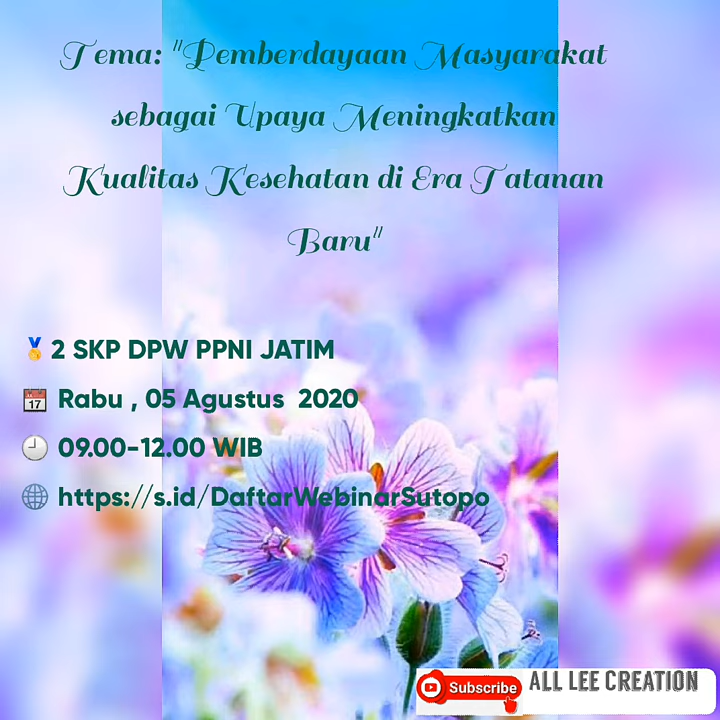 Tema: "Pemberdayaan Masyarakat
sebagai Upaya Meningkatkan
Kualitas Kesehatan di Era Tatanan
Baru"
🏅2 SKP DPW PPNI JATIM
📅 Rabu , 05 Agustus 2020
🕘 09.00-12.00 WIB
🌐 https://s.id/DaftarWebinarSutopo
Subscribe
ALL LEE CREATION